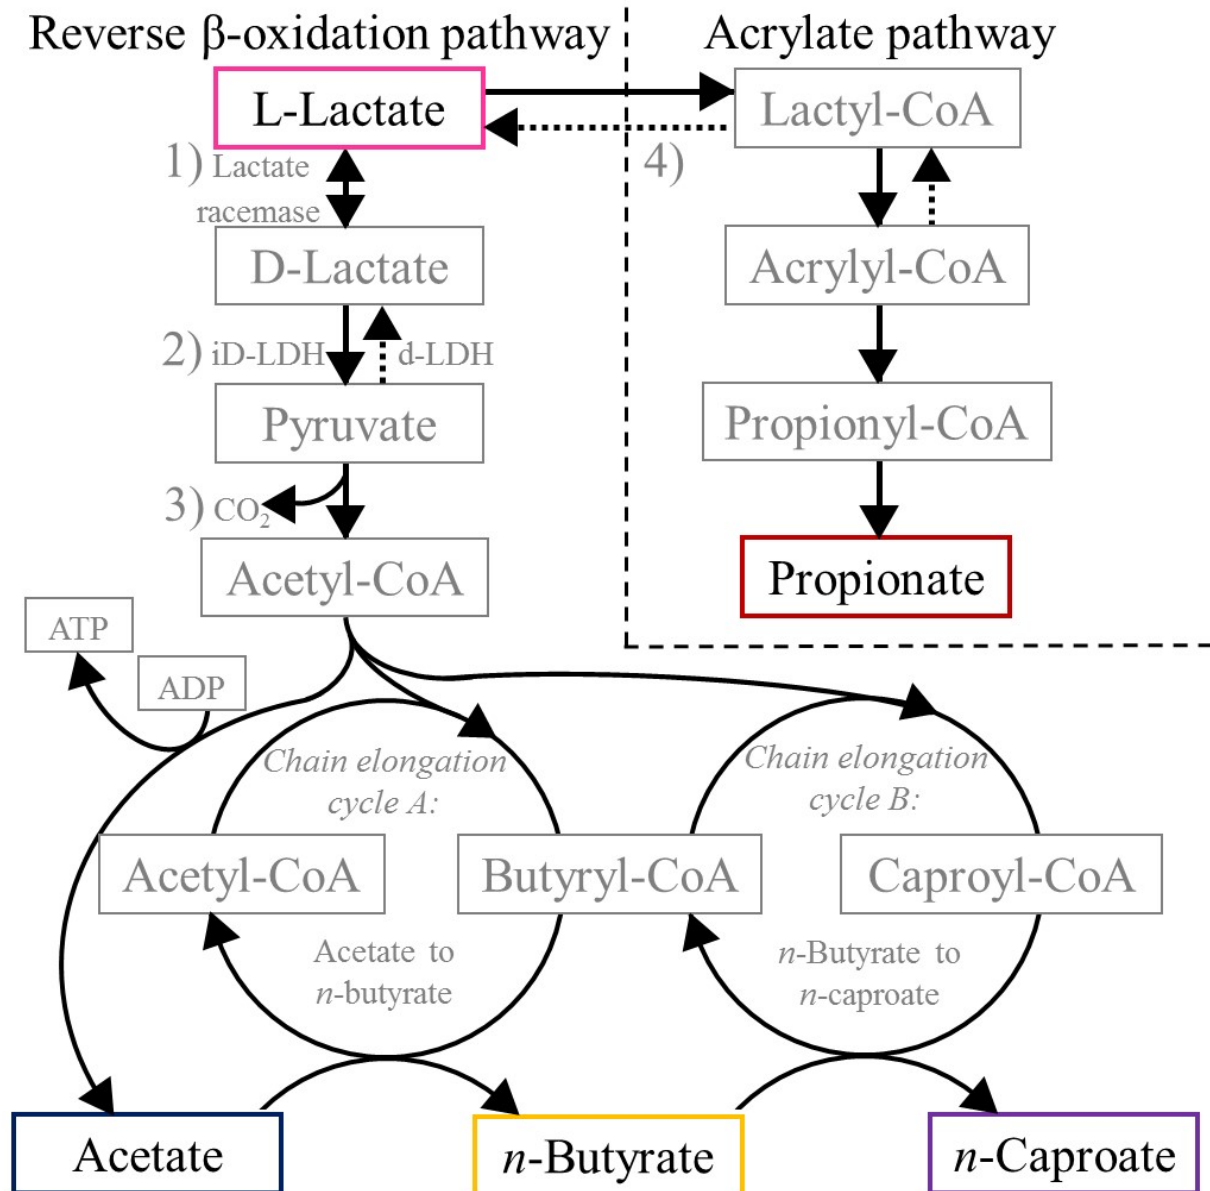 Reverse β-oxidation pathway
Acrylate pathway
L-Lactate
Lactyl-CoA
1) Lactate
racemase
4)
D-Lactate
Acrylyl-CoA
2) iD-LDH
d-LDH
Pyruvate
Propionyl-CoA
3) CO₂
Acetyl-CoA
Propionate
ATP
ADP
Chain elongation
cycle A:
Chain elongation
cycle B:
Acetyl-CoA
Butyryl-CoA
Caproyl-CoA
Acetate to
n-butyrate
n-Butyrate to
n-caproate
Acetate
n-Butyrate
n-Caproate